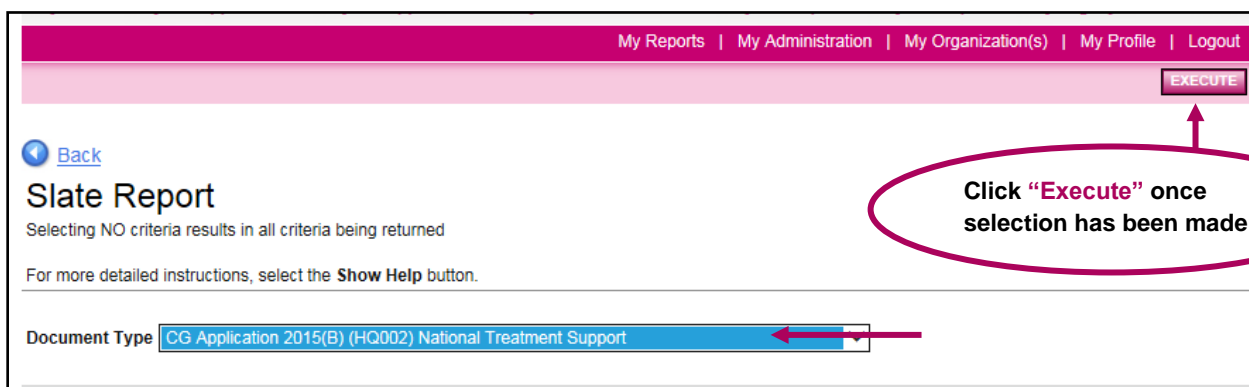 My Reports | My Administration | My Organization(s) | My Profile | Logout
EXECUTE
Back
Slate Report
Selecting NO criteria results in all criteria being returned
For more detailed instructions, select the Show Help button.
Click “Execute” once
selection has been made
Document Type CG Application 2015(B) (HQ002) National Treatment Support